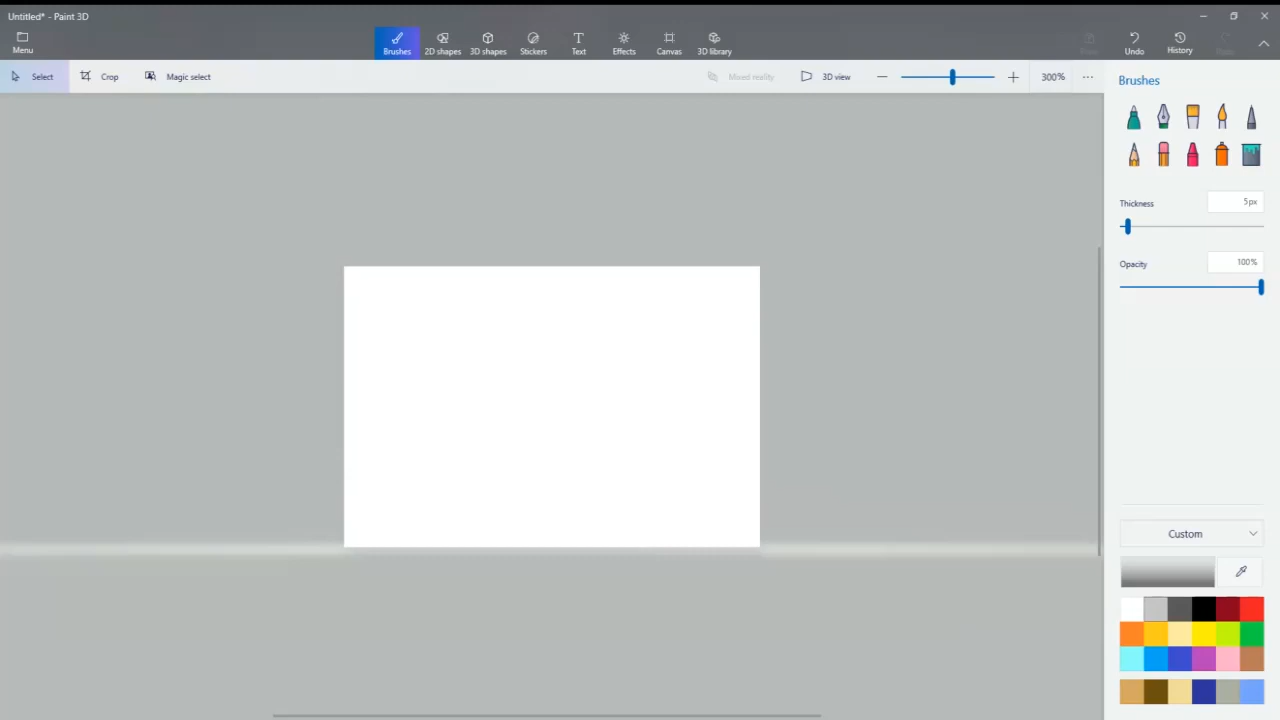 Untitled* - Paint 3D
Menu
Brushes
2D shapes
3D shapes
Stickers
Text
Effects
Canvas
3D library
Undo
History
Select
Crop
Magic select
Mixed reality
3D view
300%
Brushes
Thickness
5px
Opacity
100%
Custom